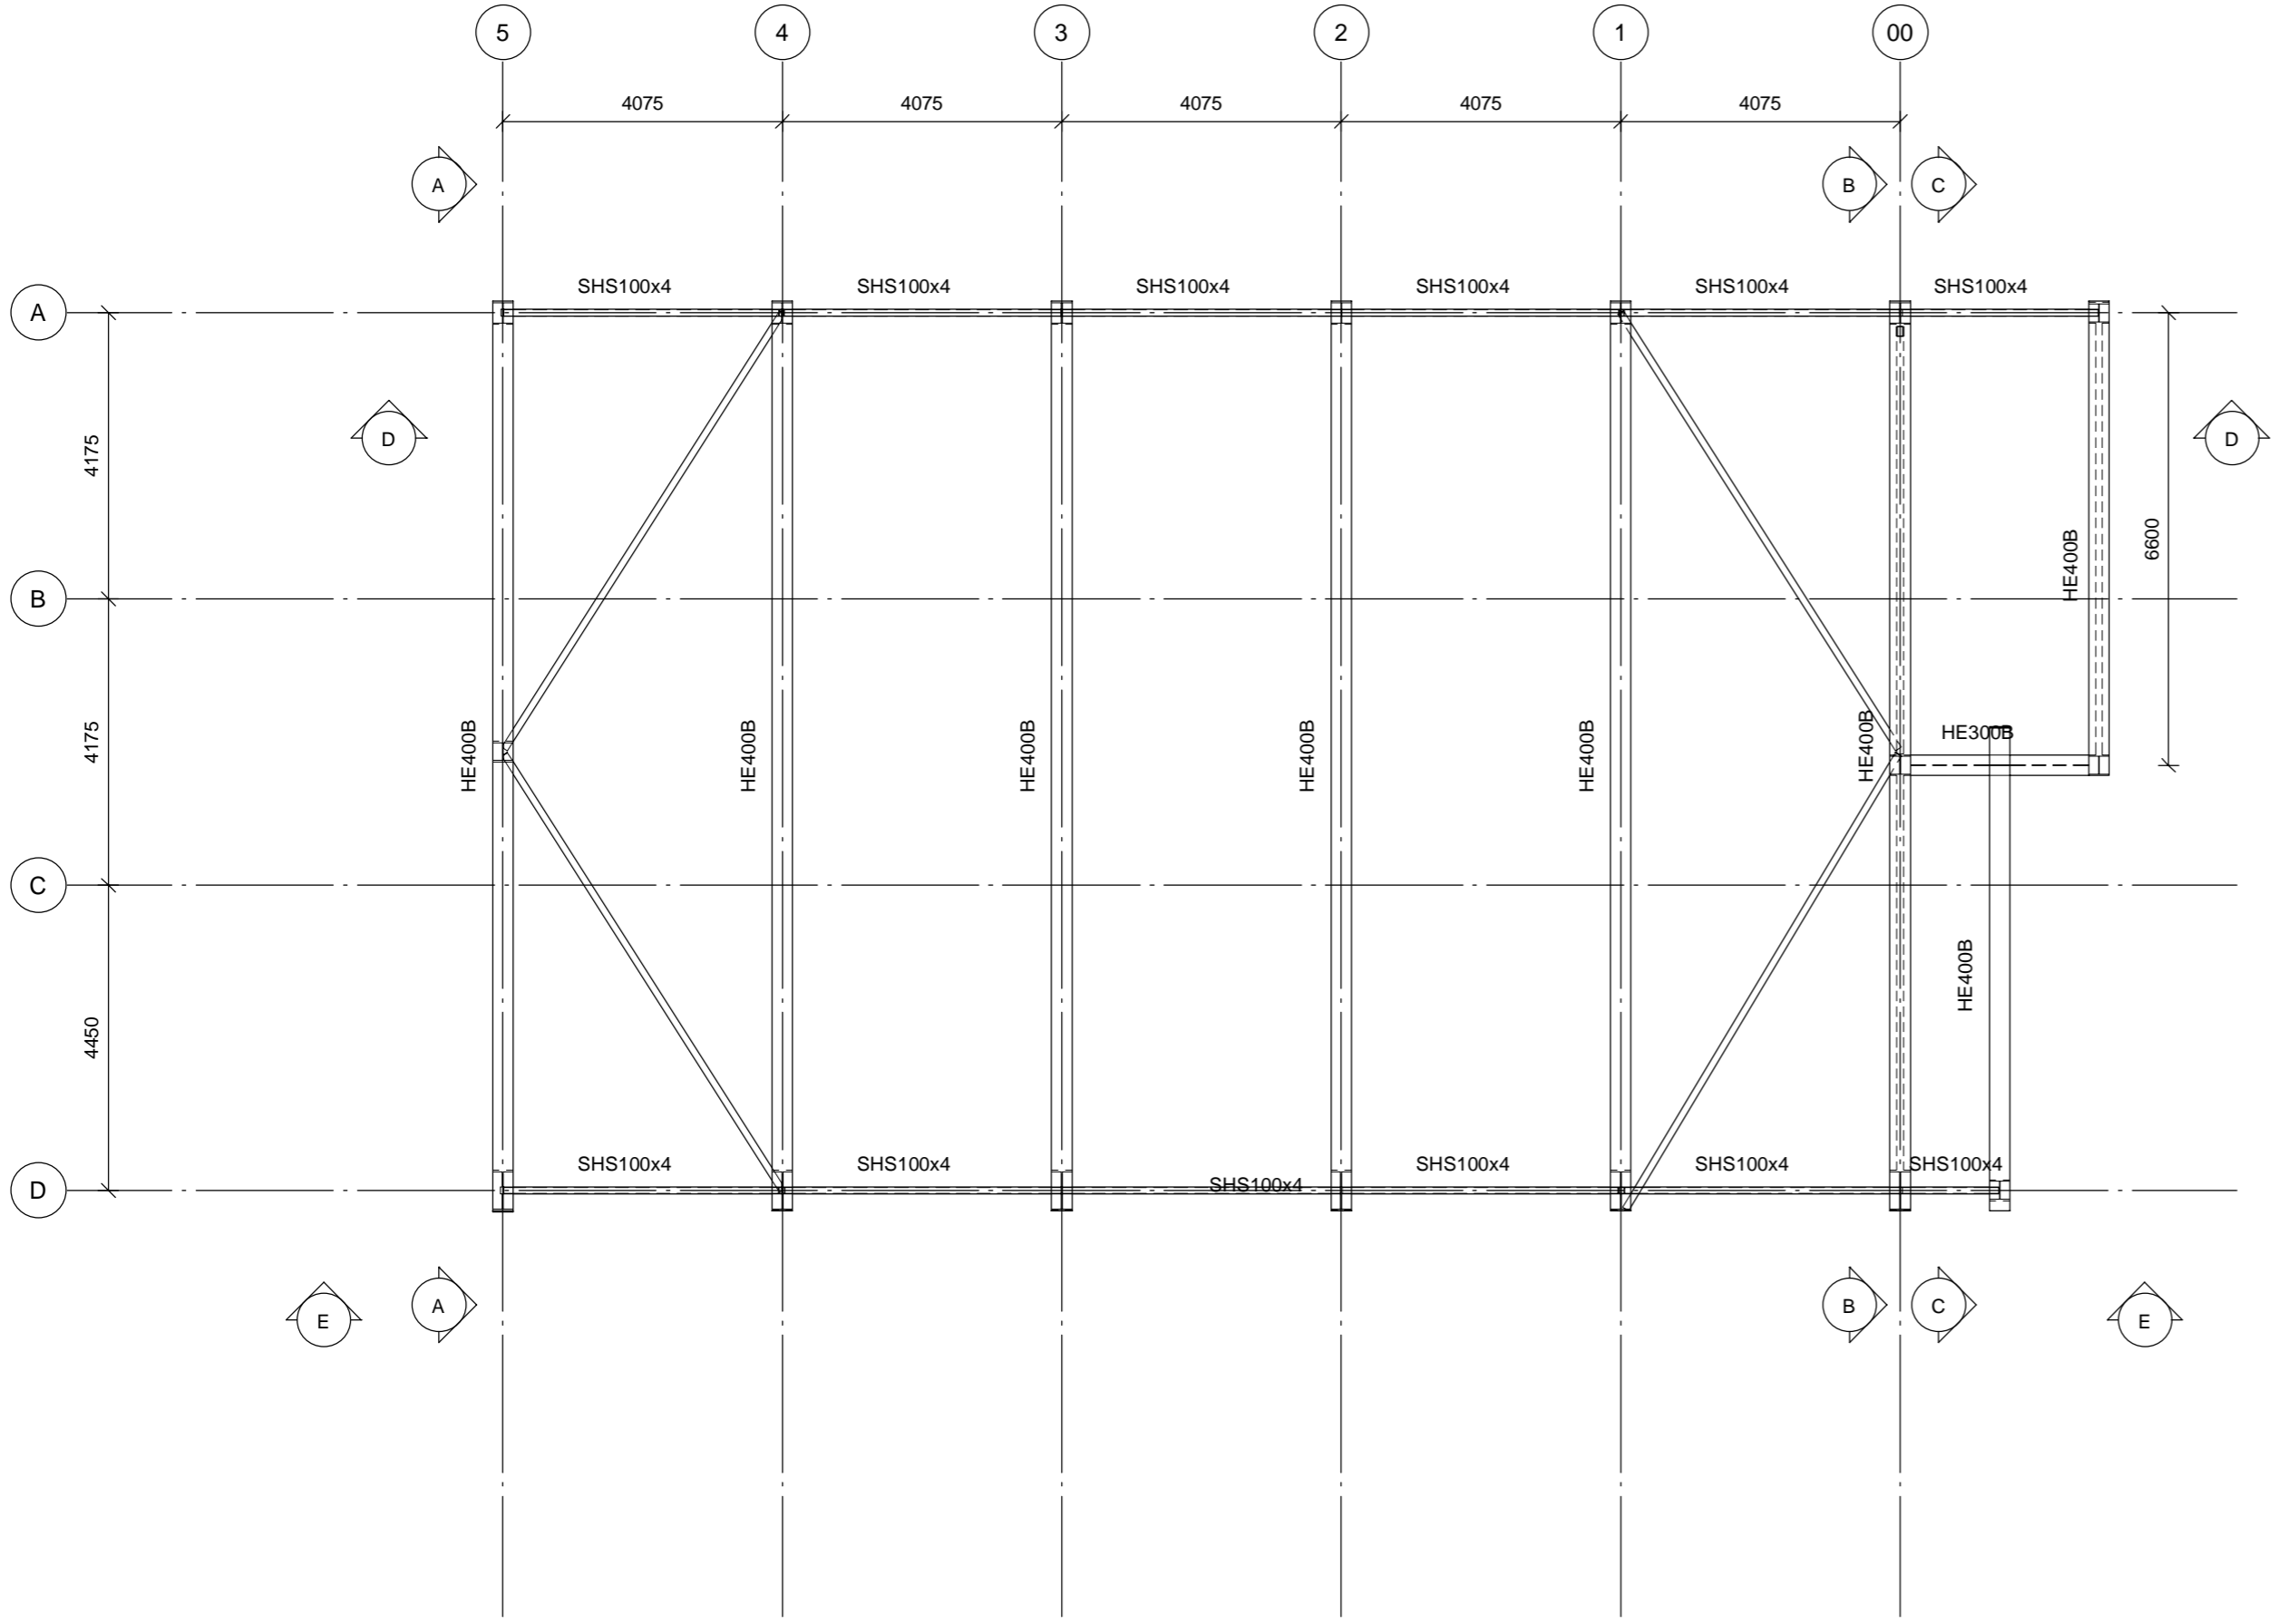 5 4 3 2 1 00
4075 4075 4075 4075 4075
A B C
SHS100x4 SHS100x4 SHS100x4 SHS100x4 SHS100x4 SHS100x4
A
D D
4175
6600
HE400B
B
4175
HE400B HE400B HE400B HE400B HE400B HE400B
HE300B
C
HE400B
4450
SHS100x4 SHS100x4 SHS100x4 SHS100x4 SHS100x4 SHS100x4
D
A B C
E E